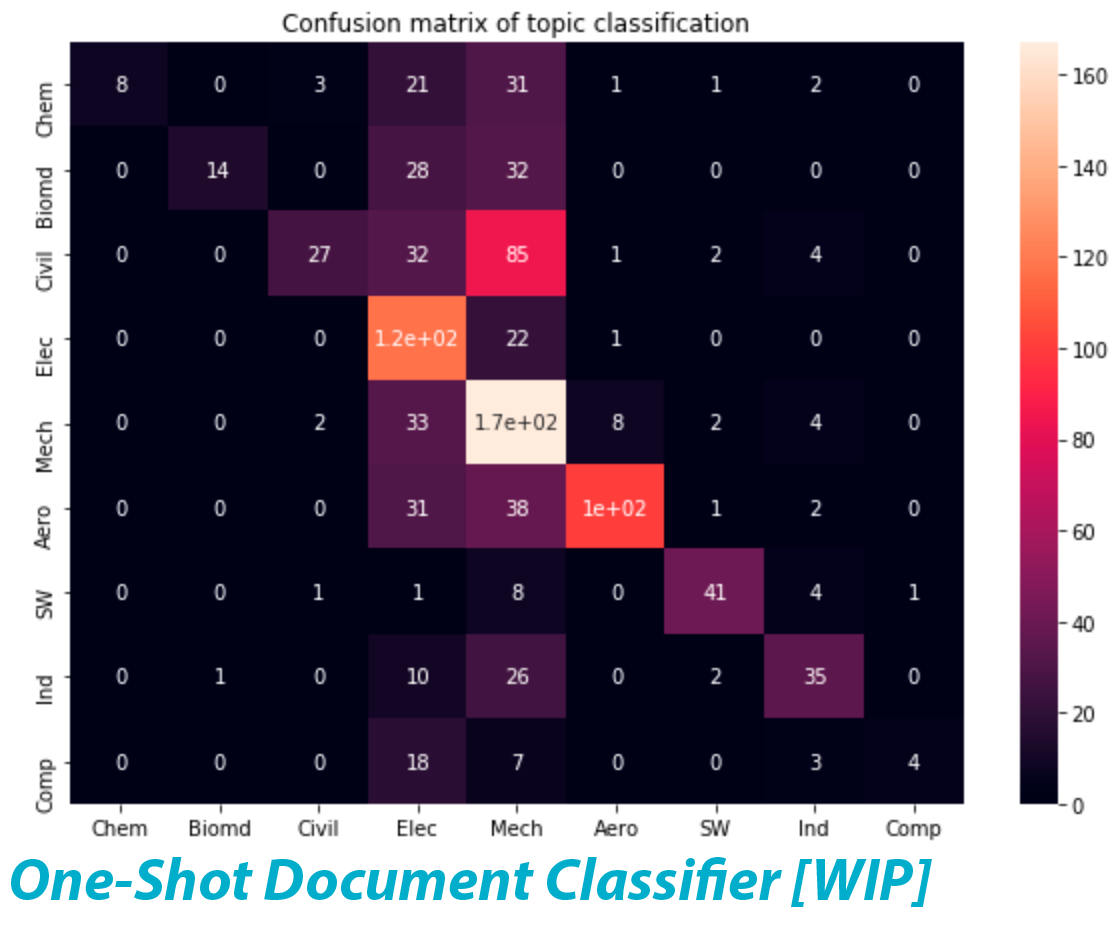 Confusion matrix of topic classification
Chem 8 0 3 21 31 1 1 2 0
Biomd 0 14 0 28 32 0 0 0 0
Civil 0 0 27 32 85 1 2 4 0
Elec 0 0 0 1.2e+02 22 1 0 0 0
Mech 0 0 2 33 1.7e+02 8 2 4 0
Aero 0 0 0 31 38 1e+02 1 2 0
SW 0 0 1 1 8 0 41 4 1
Ind 0 1 0 10 26 0 2 35 0
Comp 0 0 0 18 7 0 0 3 4
Chem Biomd Civil Elec Mech Aero SW Ind Comp
160
140
120
100
80
60
40
20
0
One-Shot Document Classifier [WIP]